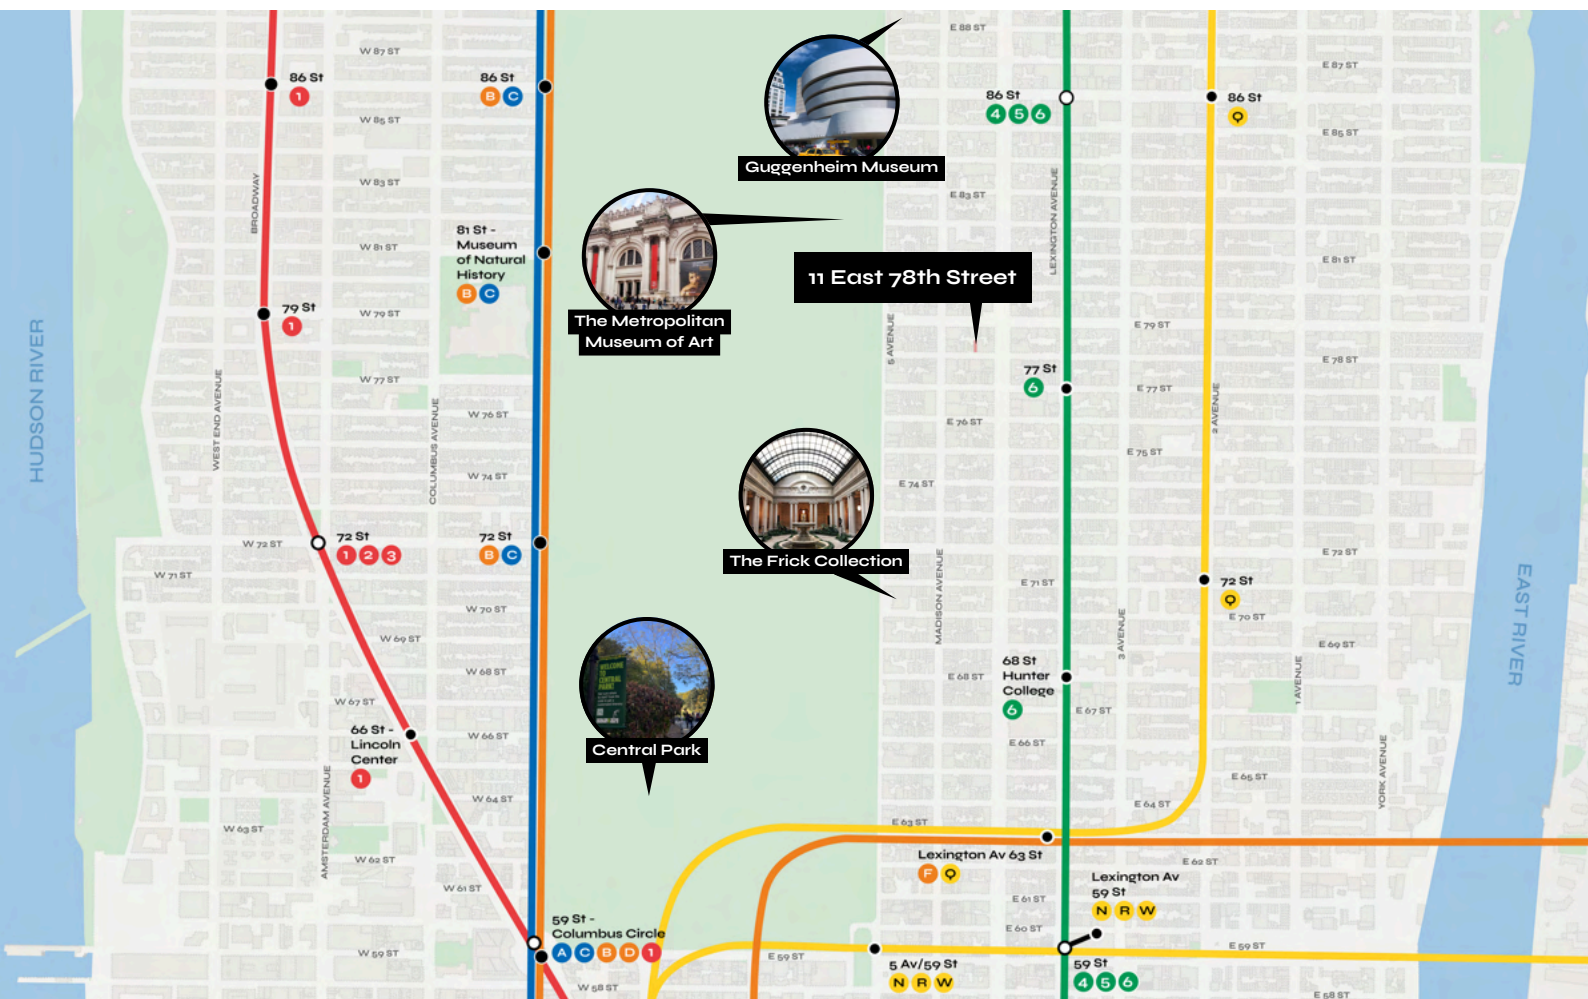 E 88 ST
W 87 ST
E 87 ST
86 St
1
86 St
B C
86 St
4 5 6
86 St
Q
W 85 ST
E 85 ST
Guggenheim Museum
W 83 ST
E 83 ST
BROADWAY
LEXINGTON AVENUE
81 St -
Museum
of Natural
History
B C
W 81 ST
E 81 ST
11 East 78th Street
79 St
1
W 79 ST
The Metropolitan
Museum of Art
E 79 ST
5 AVENUE
E 78 ST
HUDSON RIVER
77 St
6
W 77 ST
E 77 ST
WEST END AVENUE
COLUMBUS AVENUE
2 AVENUE
W 76 ST
E 76 ST
E 75 ST
W 74 ST
E 74 ST
72 St
1 2 3
72 St
B C
W 72 ST
E 72 ST
The Frick Collection
W 71 ST
E 71 ST
72 St
Q
MADISON AVENUE
3 AVENUE
EAST RIVER
W 70 ST
E 70 ST
W 69 ST
E 69 ST
WELCOME
TO
CENTRAL
PARK!
W 68 ST
E 68 ST
68 St
Hunter
College
6
1 AVENUE
W 67 ST
E 67 ST
66 St -
Lincoln
Center
1
W 66 ST
E 66 ST
Central Park
YORK AVENUE
AMSTERDAM AVENUE
E 65 ST
W 64 ST
E 64 ST
W 63 ST
E 63 ST
Lexington Av 63 St
F Q
W 62 ST
E 62 ST
W 61 ST
E 61 ST
Lexington Av
59 St
N R W
59 St -
Columbus Circle
A C B D 1
E 60 ST
W 59 ST
E 59 ST
E 59 ST
5 Av/59 St
N R W
59 St
4 5 6
W 58 ST
E 58 ST